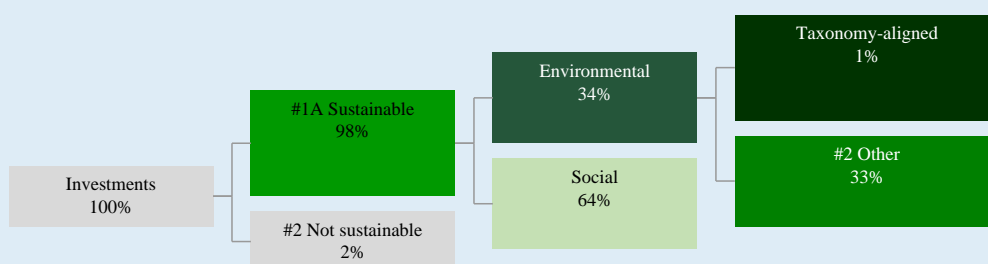 Investments
100%
#1A Sustainable
98%
#2 Not sustainable
2%
Environmental
34%
Social
64%
Taxonomy-aligned
1%
#2 Other
33%